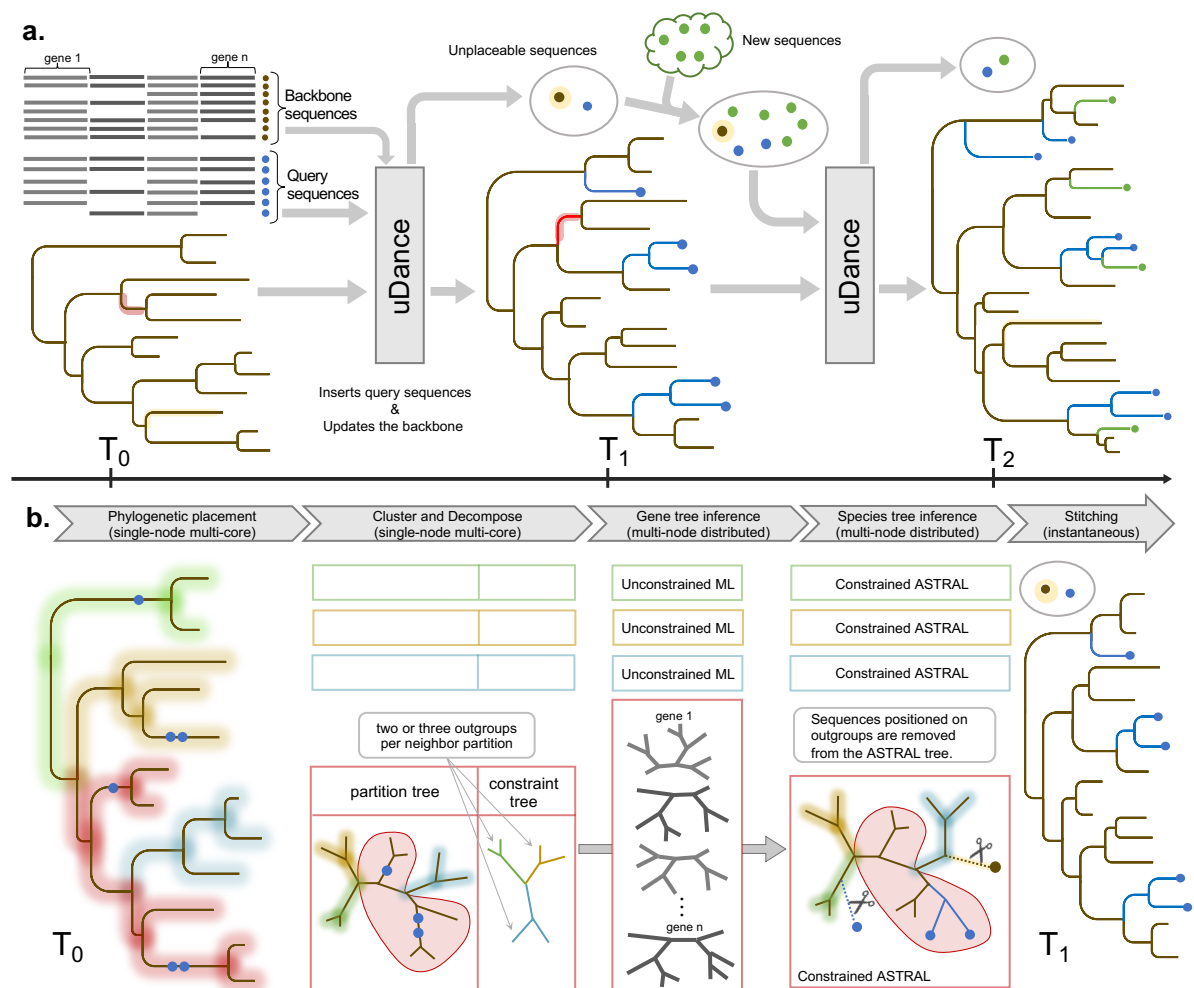 a.
gene 1
gene n
Backbone
sequences
Query
sequences
Unplaceable sequences
New sequences
uDance
uDance
Inserts query sequences
&
Updates the backbone
T0
T1
T2
b.
Phylogenetic placement
(single-node multi-core)
Cluster and Decompose
(single-node multi-core)
Gene tree inference
(multi-node distributed)
Species tree inference
(multi-node distributed)
Stitching
(instantaneous)
Unconstrained ML
Constrained ASTRAL
Unconstrained ML
Constrained ASTRAL
Unconstrained ML
Constrained ASTRAL
two or three outgroups
per neighbor partition
partition tree
constraint
tree
gene 1
gene n
Sequences positioned on
outgroups are removed
from the ASTRAL tree.
Constrained ASTRAL
T0
T1